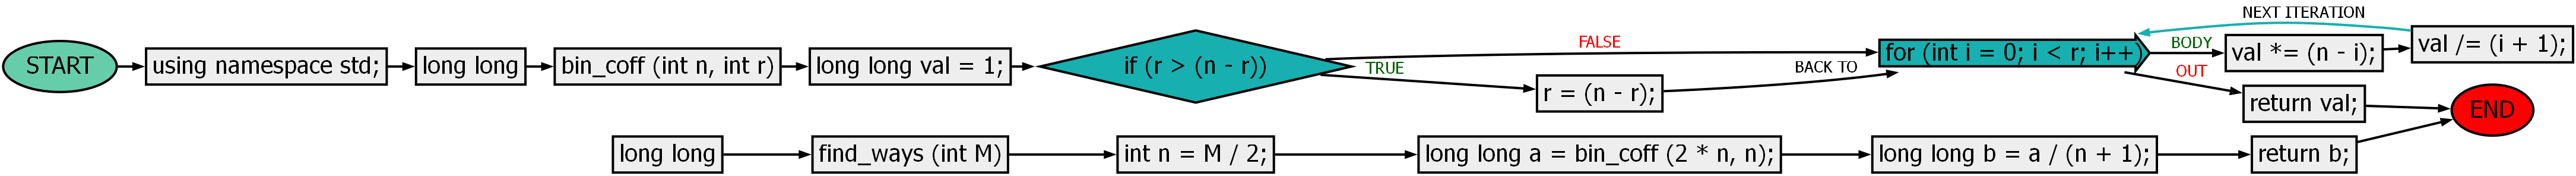 START
using namespace std;
long long
bin_coff (int n, int r)
long long val = 1;
if (r > (n - r))
FALSE
TRUE
r = (n - r);
BACK TO
for (int i = 0; i < r; i++)
NEXT ITERATION
BODY
val *= (n - i);
val /= (i + 1);
OUT
return val;
END
long long
find_ways (int M)
int n = M / 2;
long long a = bin_coff (2 * n, n);
long long b = a / (n + 1);
return b;